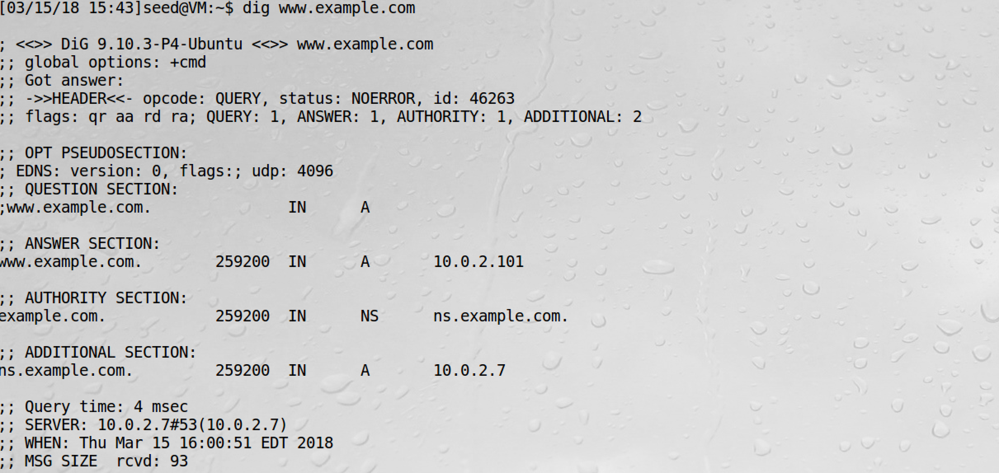 [03/15/18 15:43]seed@VM:~$ dig www.example.com
; <<>> DiG 9.10.3-P4-Ubuntu <<>> www.example.com
;; global options: +cmd
;; Got answer:
;; ->>HEADER<<- opcode: QUERY, status: NOERROR, id: 46263
;; flags: qr aa rd ra; QUERY: 1, ANSWER: 1, AUTHORITY: 1, ADDITIONAL: 2
;; OPT PSEUDOSECTION:
; EDNS: version: 0, flags:; udp: 4096
;; QUESTION SECTION:
;www.example.com. IN A
;; ANSWER SECTION:
www.example.com. 259200 IN A 10.0.2.101
;; AUTHORITY SECTION:
example.com. 259200 IN NS ns.example.com.
;; ADDITIONAL SECTION:
ns.example.com. 259200 IN A 10.0.2.7
;; Query time: 4 msec
;; SERVER: 10.0.2.7#53(10.0.2.7)
;; WHEN: Thu Mar 15 16:00:51 EDT 2018
;; MSG SIZE  rcvd: 93